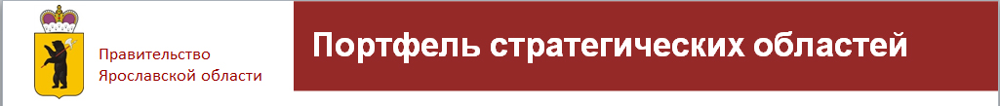 Правительство
Ярославской области
Портфель стратегических областей